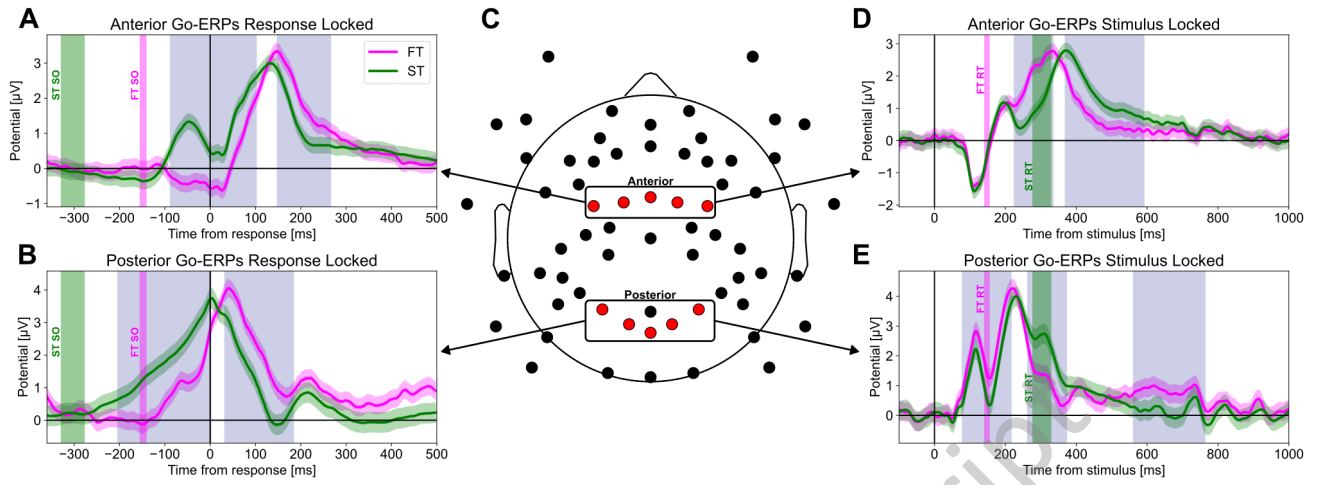 A
Anterior Go-ERPs Response Locked
Potential [μV]
3
2
1
0
−1
ST SO
FT SO
FT
ST
−300 −200 −100 0 100 200 300 400 500
Time from response [ms]
B
Posterior Go-ERPs Response Locked
Potential [μV]
4
3
2
1
0
ST SO
FT SO
−300 −200 −100 0 100 200 300 400 500
Time from response [ms]
C
Anterior
Posterior
D
Anterior Go-ERPs Stimulus Locked
Potential [μV]
3
2
1
0
−1
−2
FT RT
ST RT
0 200 400 600 800 1000
Time from stimulus [ms]
E
Posterior Go-ERPs Stimulus Locked
Potential [μV]
4
3
2
1
0
FT RT
ST RT
0 200 400 600 800 1000
Time from stimulus [ms]